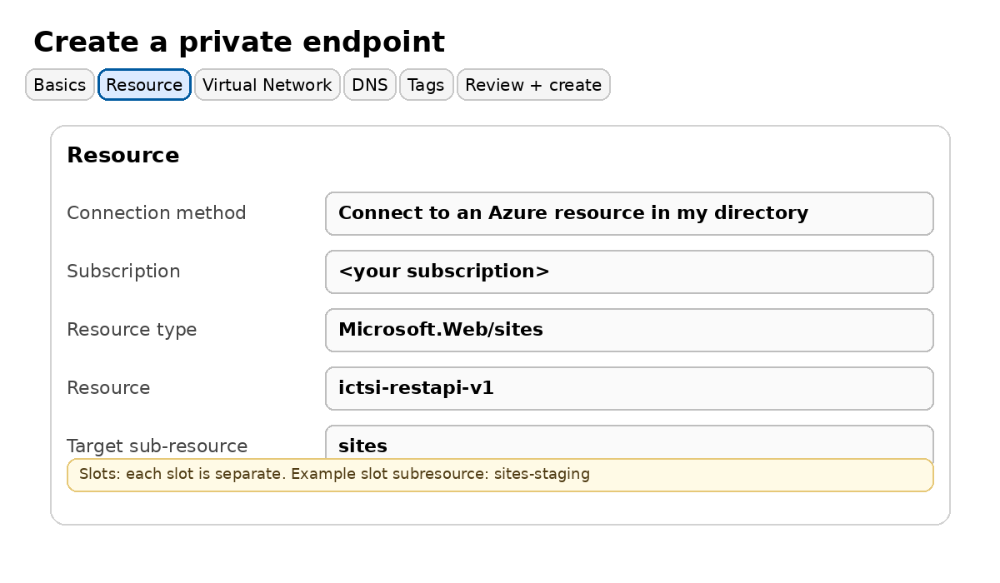 Create a private endpoint
Basics Resource Virtual Network DNS Tags Review + create
Resource
Connection method Connect to an Azure resource in my directory
Subscription <your subscription>
Resource type Microsoft.Web/sites
Resource ictsi-restapi-v1
Target sub-resource sites
Slots: each slot is separate. Example slot subresource: sites-staging